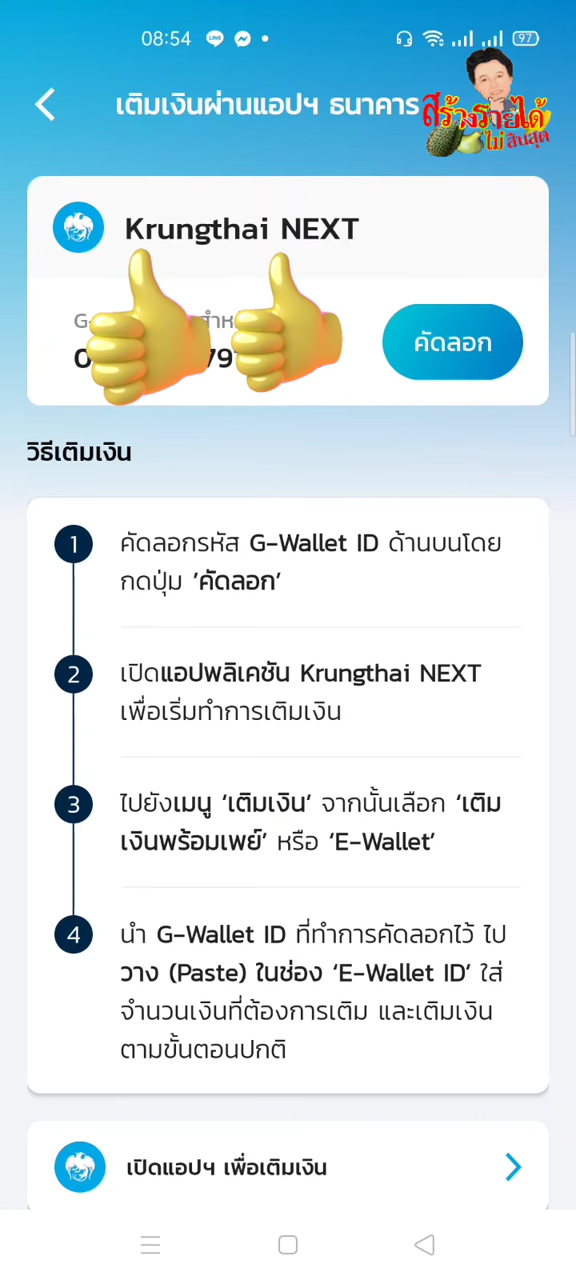 08:54
LINE
97
เติมเงินผ่านแอปฯ ธนาคาร
สร้างรายได้
ไม่สิ้นสุด
Krungthai NEXT
คัดลอก
วิธีเติมเงิน
1 คัดลอกรหัส G-Wallet ID ด้านบนโดย
กดปุ่ม ‘คัดลอก’
2 เปิดแอปพลิเคชัน Krungthai NEXT
เพื่อเริ่มทำการเติมเงิน
3 ไปยังเมนู ‘เติมเงิน’ จากนั้นเลือก ‘เติม
เงินพร้อมเพย์’ หรือ ‘E-Wallet’
4 นำ G-Wallet ID ที่ทำการคัดลอกไว้ ไป
วาง (Paste) ในช่อง ‘E-Wallet ID’ ใส่
จำนวนเงินที่ต้องการเติม และเติมเงิน
ตามขั้นตอนปกติ
เปิดแอปฯ เพื่อเติมเงิน